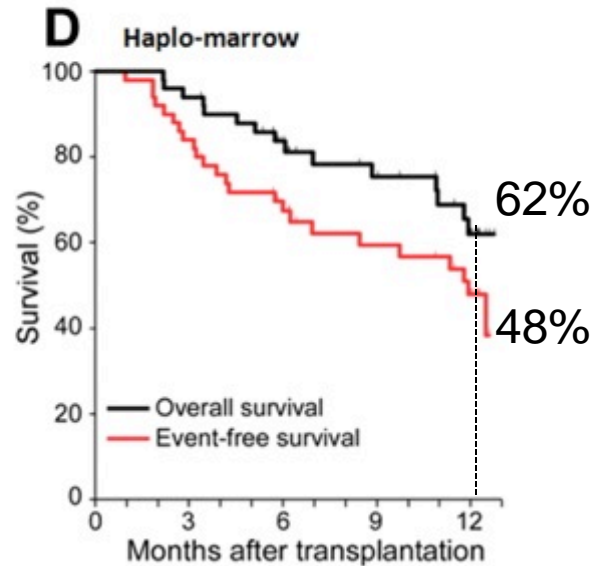 D Haplo-marrow
100
80
60
40
20
0
Survival (%)
62%
48%
Overall survival
Event-free survival
0 3 6 9 12
Months after transplantation